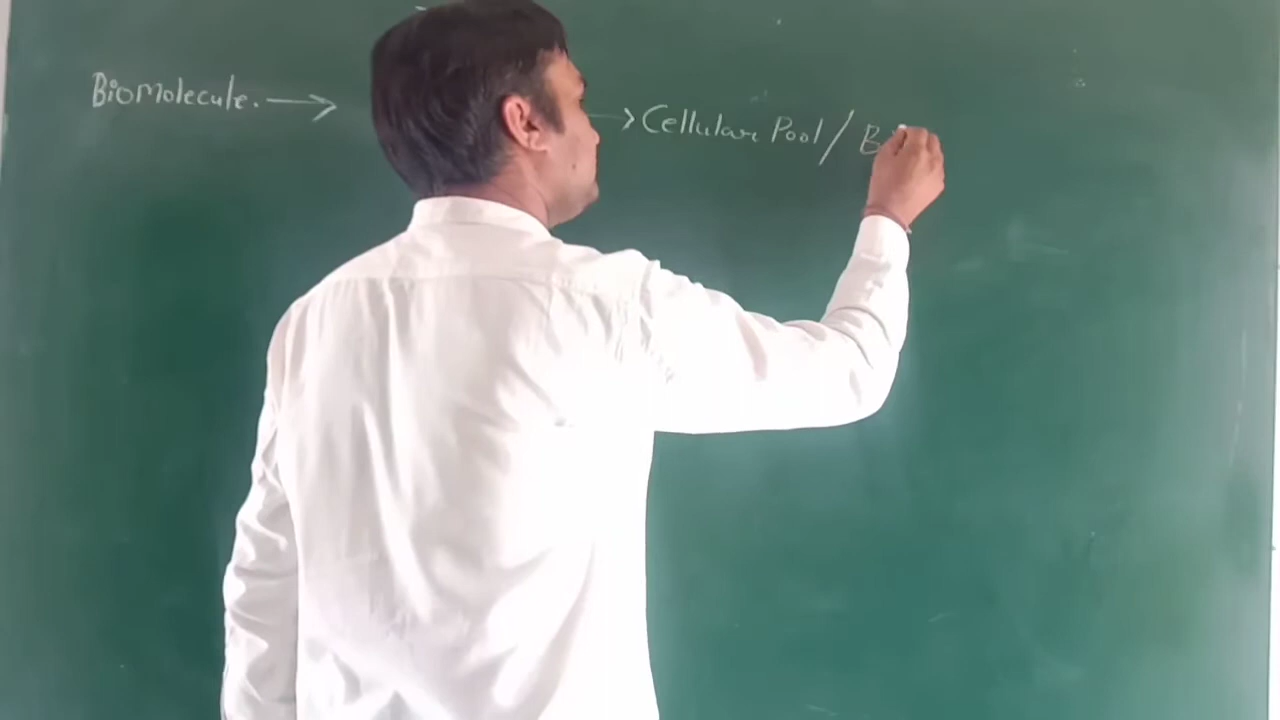 Biomolecule. → → Cellular Pool / B